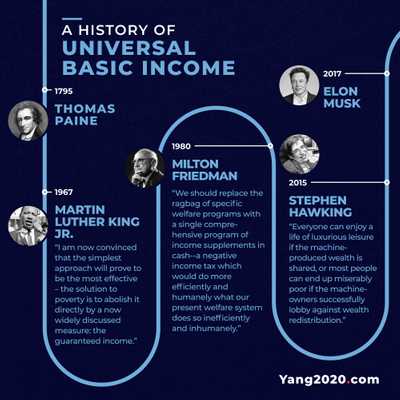 A HISTORY OF
UNIVERSAL
BASIC INCOME
1795
THOMAS
PAINE
1967
MARTIN
LUTHER KING
JR.
"I am now convinced
that the simplest
approach will prove to
be the most effective
– the solution to
poverty is to abolish it
directly by a now
widely discussed
measure: the
guaranteed income."
1980
MILTON
FRIEDMAN
"We should replace the
ragbag of specific
welfare programs with
a single compre-
hensive program of
income supplements in
cash--a negative
income tax which
would do more
efficiently and
humanely what our
present welfare system
does so inefficiently
and inhumanely."
2015
STEPHEN
HAWKING
"Everyone can enjoy a
life of luxurious leisure
if the machine-
produced wealth is
shared, or most people
can end up miserably
poor if the machine-
owners successfully
lobby against wealth
redistribution."
2017
ELON
MUSK
Yang2020.com